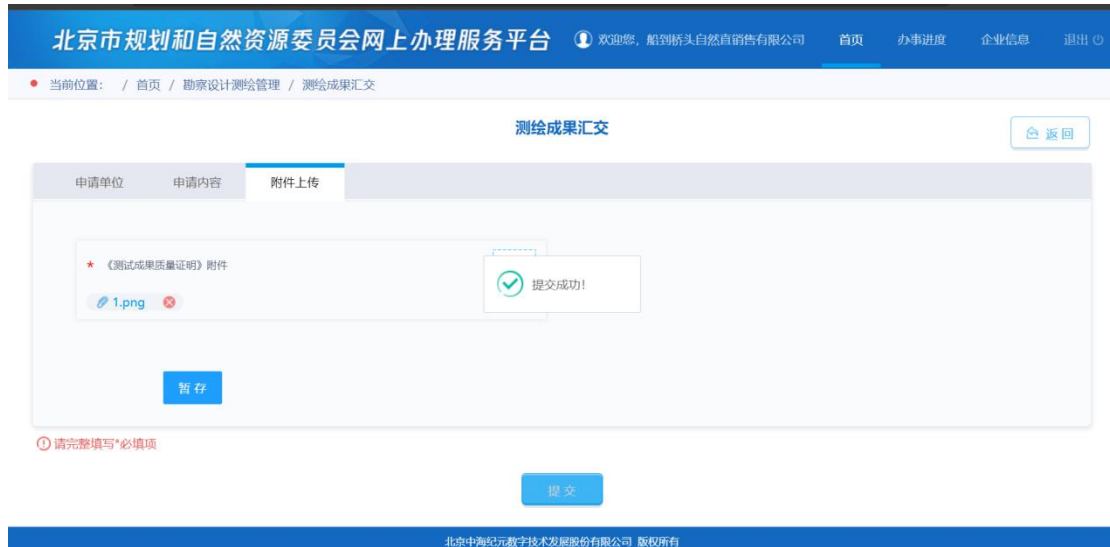 北京市规划和自然资源委员会网上办理服务平台 欢迎您,船到桥头自然直销售有限公司 首页 办事进度 企业信息 退出
当前位置: / 首页 / 勘察设计测绘管理 / 测绘成果汇交
测绘成果汇交
返回
申请单位 申请内容 附件上传
* 《测试成果质量证明》附件
提交成功!
1.png
暂存
请完整填写*必填项
提交
北京中海纪元数字技术发展股份有限公司 版权所有